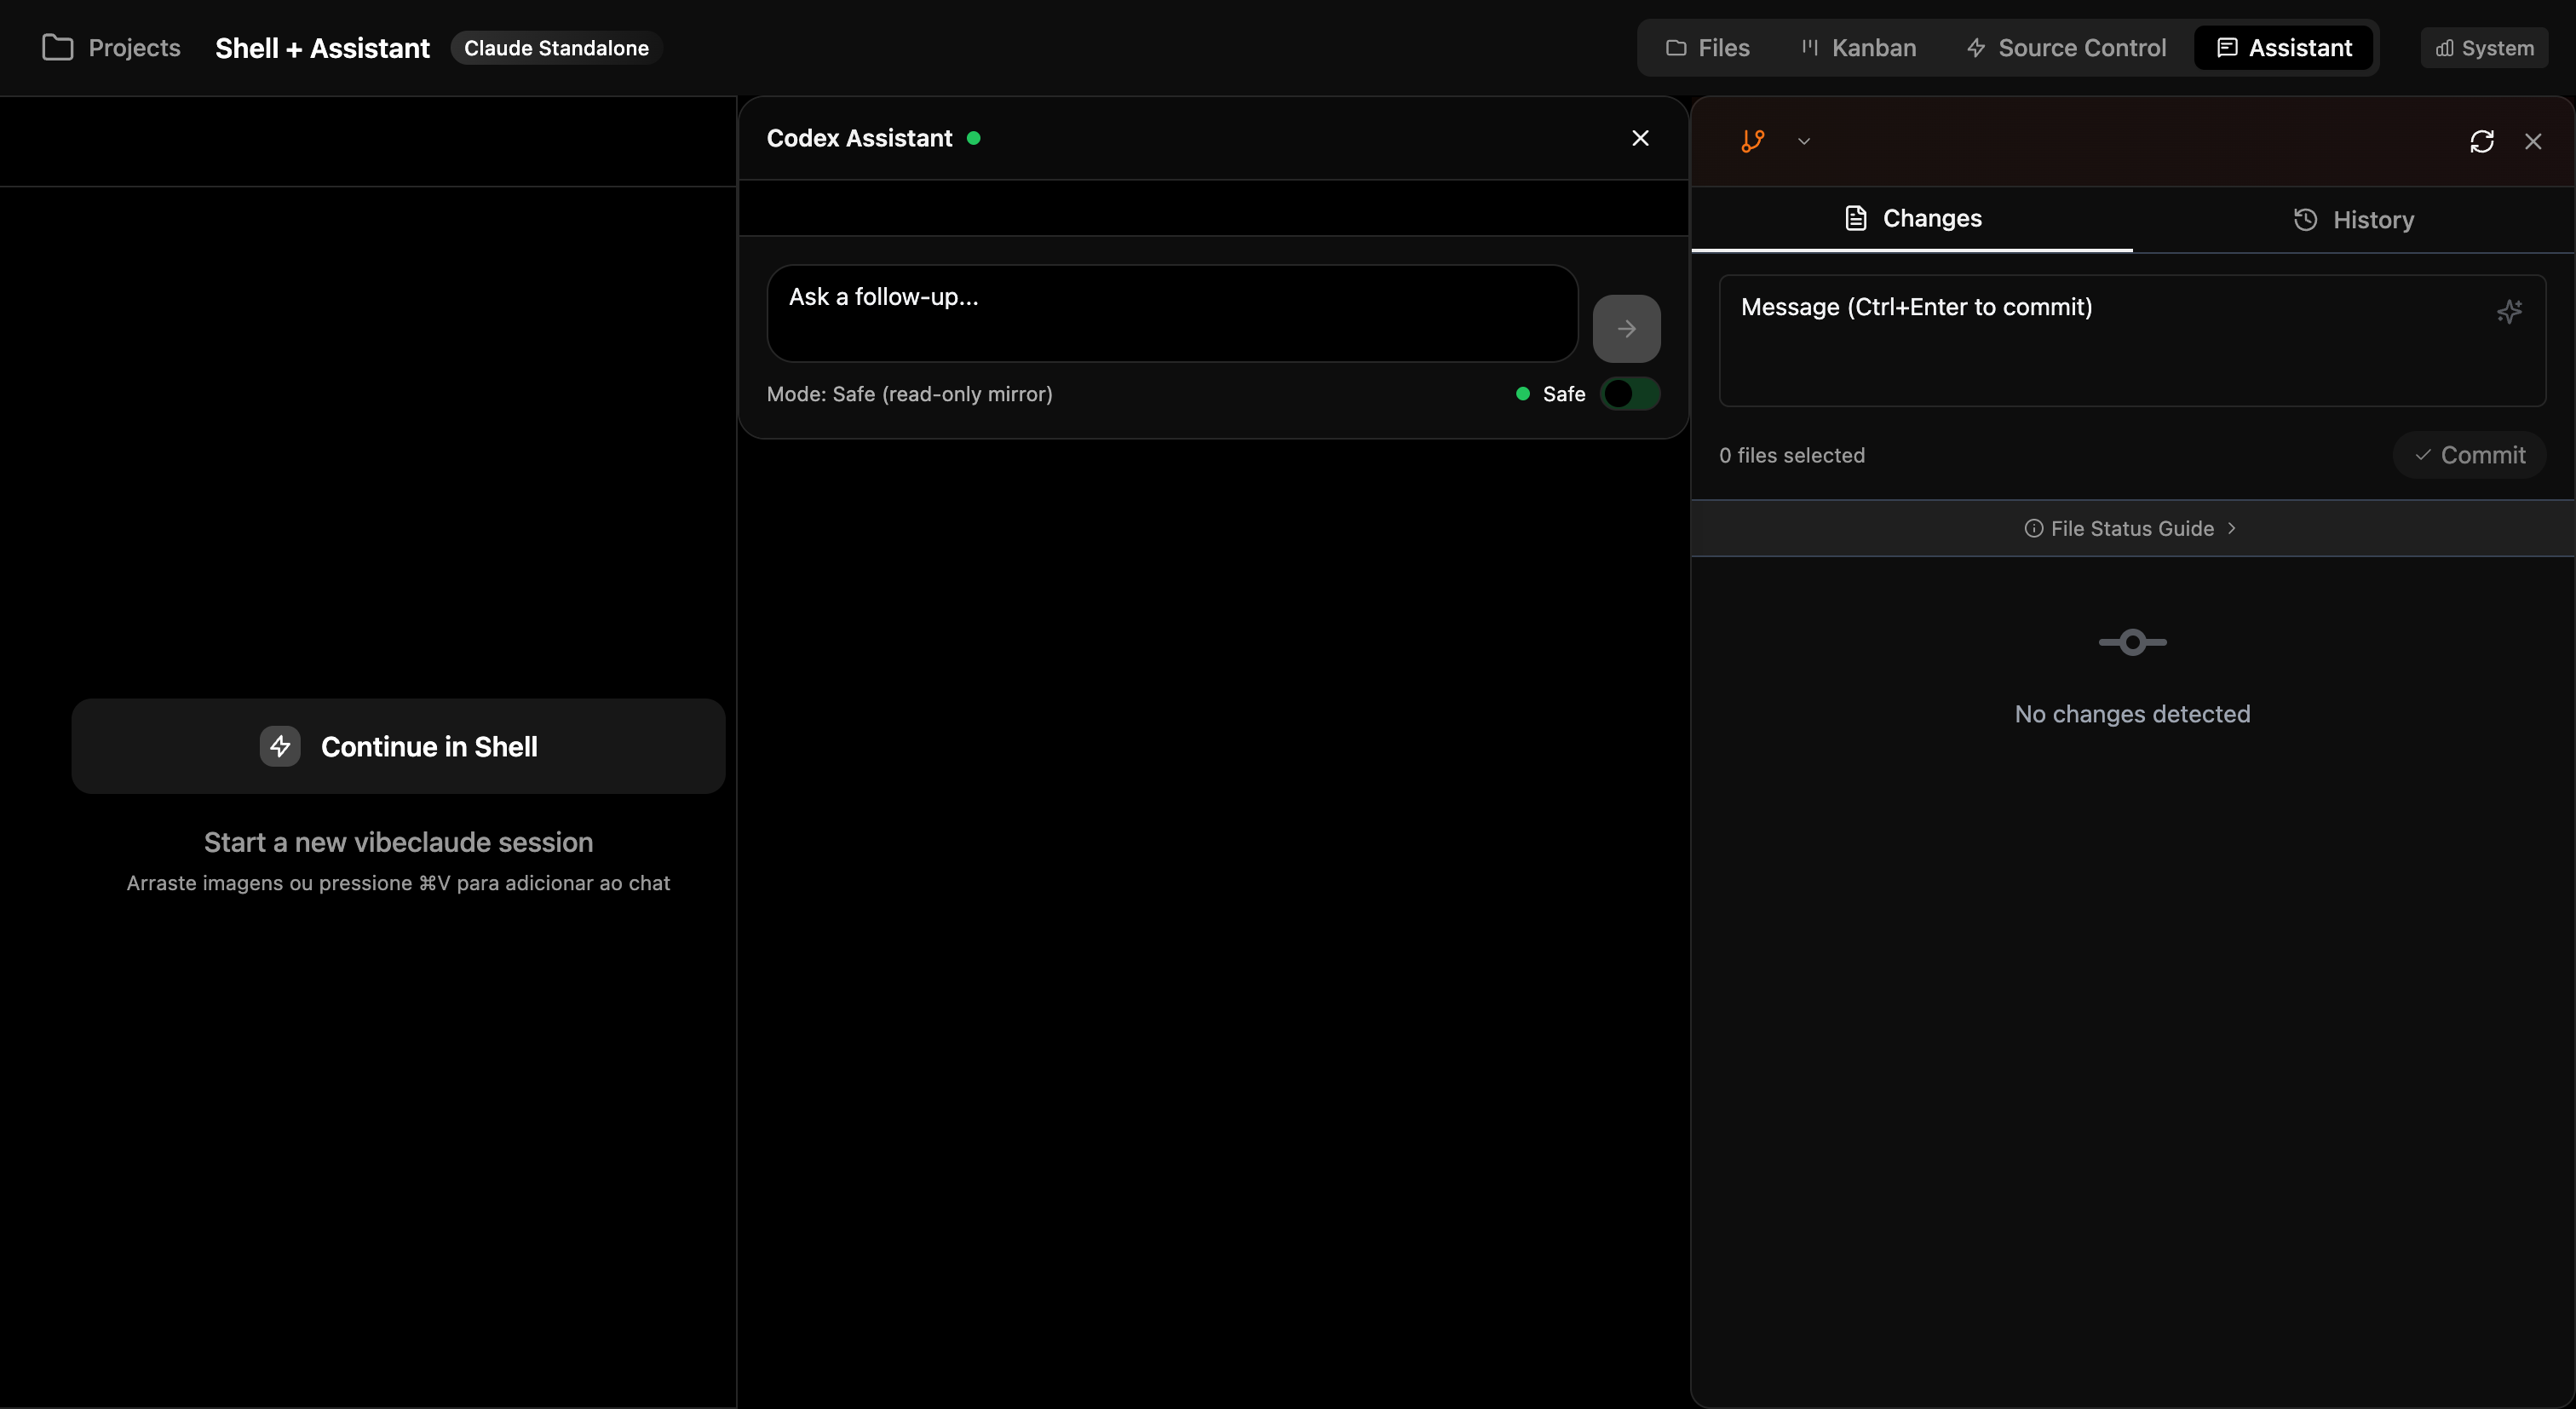 Projects
Shell + Assistant
Claude Standalone
Files
Kanban
Source Control
Assistant
System
Continue in Shell
Start a new vibeclaude session
Arraste imagens ou pressione ⌘V para adicionar ao chat
Codex Assistant
Ask a follow-up...
Mode: Safe (read-only mirror)
Safe
Changes
History
Message (Ctrl+Enter to commit)
0 files selected
Commit
File Status Guide
No changes detected